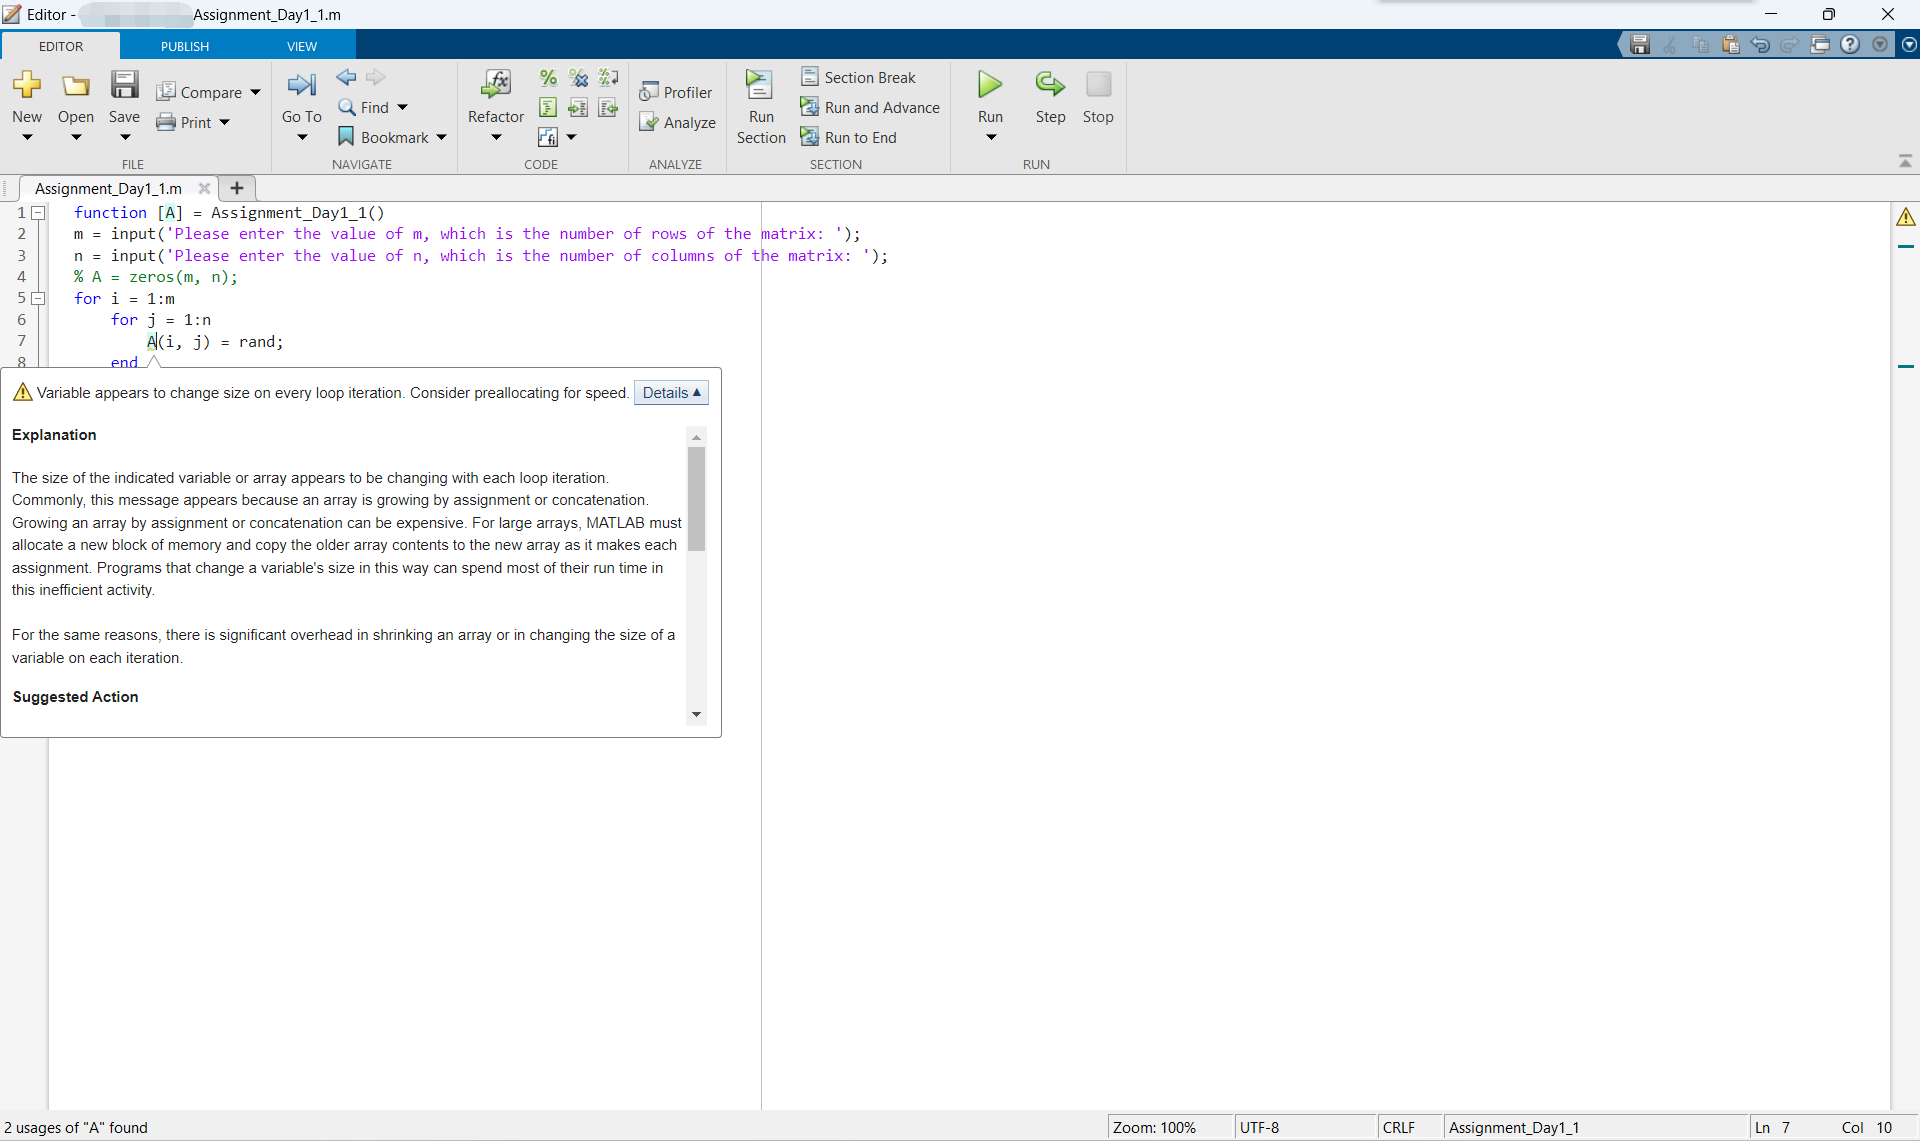 Editor - Assignment_Day1_1.m
EDITOR PUBLISH VIEW
New Open Save Compare Print
FILE
Go To Find Bookmark
NAVIGATE
Refactor
CODE
Profiler
Analyze
ANALYZE
Run Section
Section Break
Run and Advance
Run to End
SECTION
Run Step Stop
RUN
Assignment_Day1_1.m
1 function [A] = Assignment_Day1_1()
2 m = input('Please enter the value of m, which is the number of rows of the matrix: ');
3 n = input('Please enter the value of n, which is the number of columns of the matrix: ');
4 % A = zeros(m, n);
5 for i = 1:m
6 for j = 1:n
7 A(i, j) = rand;
8 end
Variable appears to change size on every loop iteration. Consider preallocating for speed. Details
Explanation
The size of the indicated variable or array appears to be changing with each loop iteration.
Commonly, this message appears because an array is growing by assignment or concatenation.
Growing an array by assignment or concatenation can be expensive. For large arrays, MATLAB must
allocate a new block of memory and copy the older array contents to the new array as it makes each
assignment. Programs that change a variable's size in this way can spend most of their run time in
this inefficient activity.
For the same reasons, there is significant overhead in shrinking an array or in changing the size of a
variable on each iteration.
Suggested Action
2 usages of "A" found
Zoom: 100% UTF-8 CRLF Assignment_Day1_1 Ln 7 Col 10